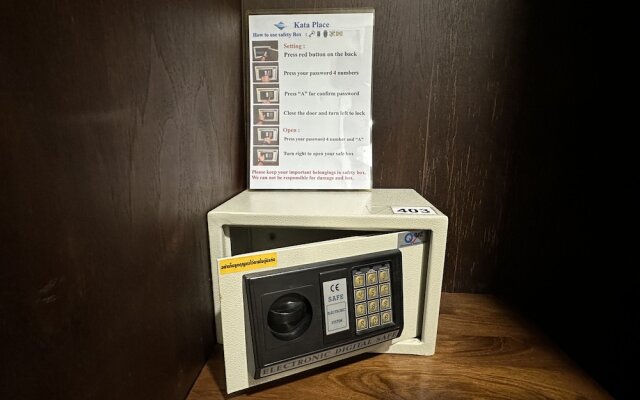 Kata Place
How to use safety Box :
Setting :
Press red button on the back
Press your password 4 numbers
Press "A" for confirm password
Close the door and turn left to lock
Open :
Press your password 4 number and "A"
Turn right to open your safe box
Please keep your important belongings in safety box.
We can not be responsible for damage and lost.
403
CE
SAFE
ELECTRONIC
SYSTEM
ELECTRONIC DIGITAL SAFE